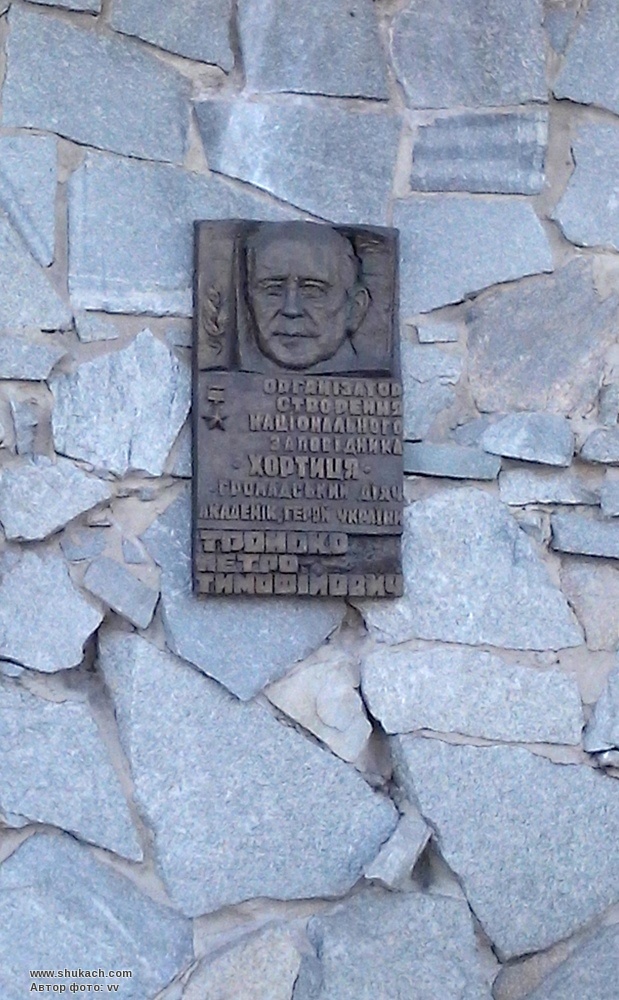 ОРГАНІЗАТОР
СТВОРЕННЯ
НАЦІОНАЛЬНОГО
ЗАПОВІДНИКА
·ХОРТИЦЯ·
ГРОМАДСЬКИЙ ДІЯЧ
АКАДЕМІК, ГЕРОЙ УКРАЇНИ
ТРОНЬКО
ПЕТРО
ТИМОФІЙОВИЧ
www.shukach.com
Автор фото: vv